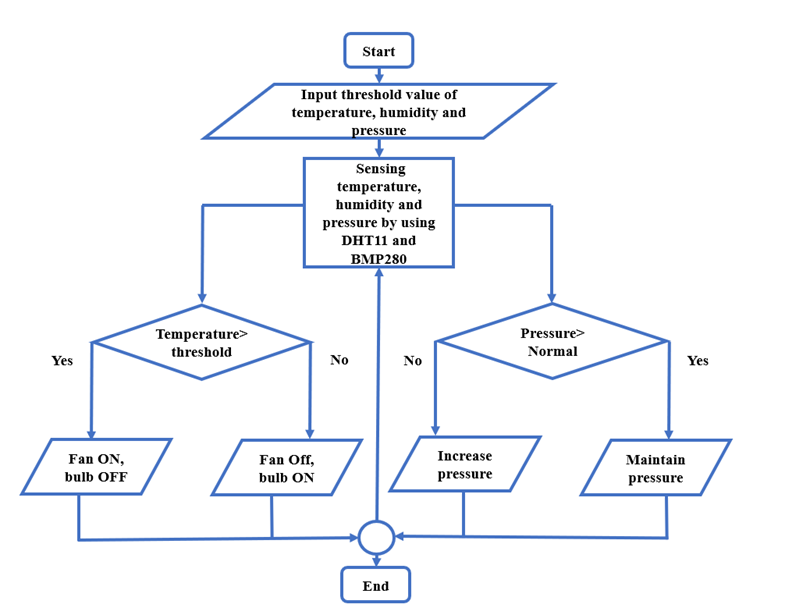 Start
Input threshold value of
temperature, humidity and
pressure
Sensing
temperature,
humidity and
pressure by using
DHT11 and
BMP280
Temperature>
threshold
Pressure>
Normal
Yes
No
No
Yes
Fan ON,
bulb OFF
Fan Off,
bulb ON
Increase
pressure
Maintain
pressure
End